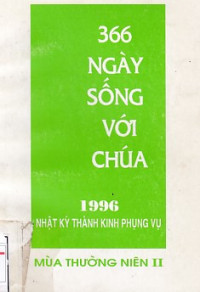 366
NGÀY
SỐNG
VỚI
CHÚA
1996
NHẬT KÝ THÁNH KINH PHỤNG VỤ
MÙA THƯỜNG NIÊN II